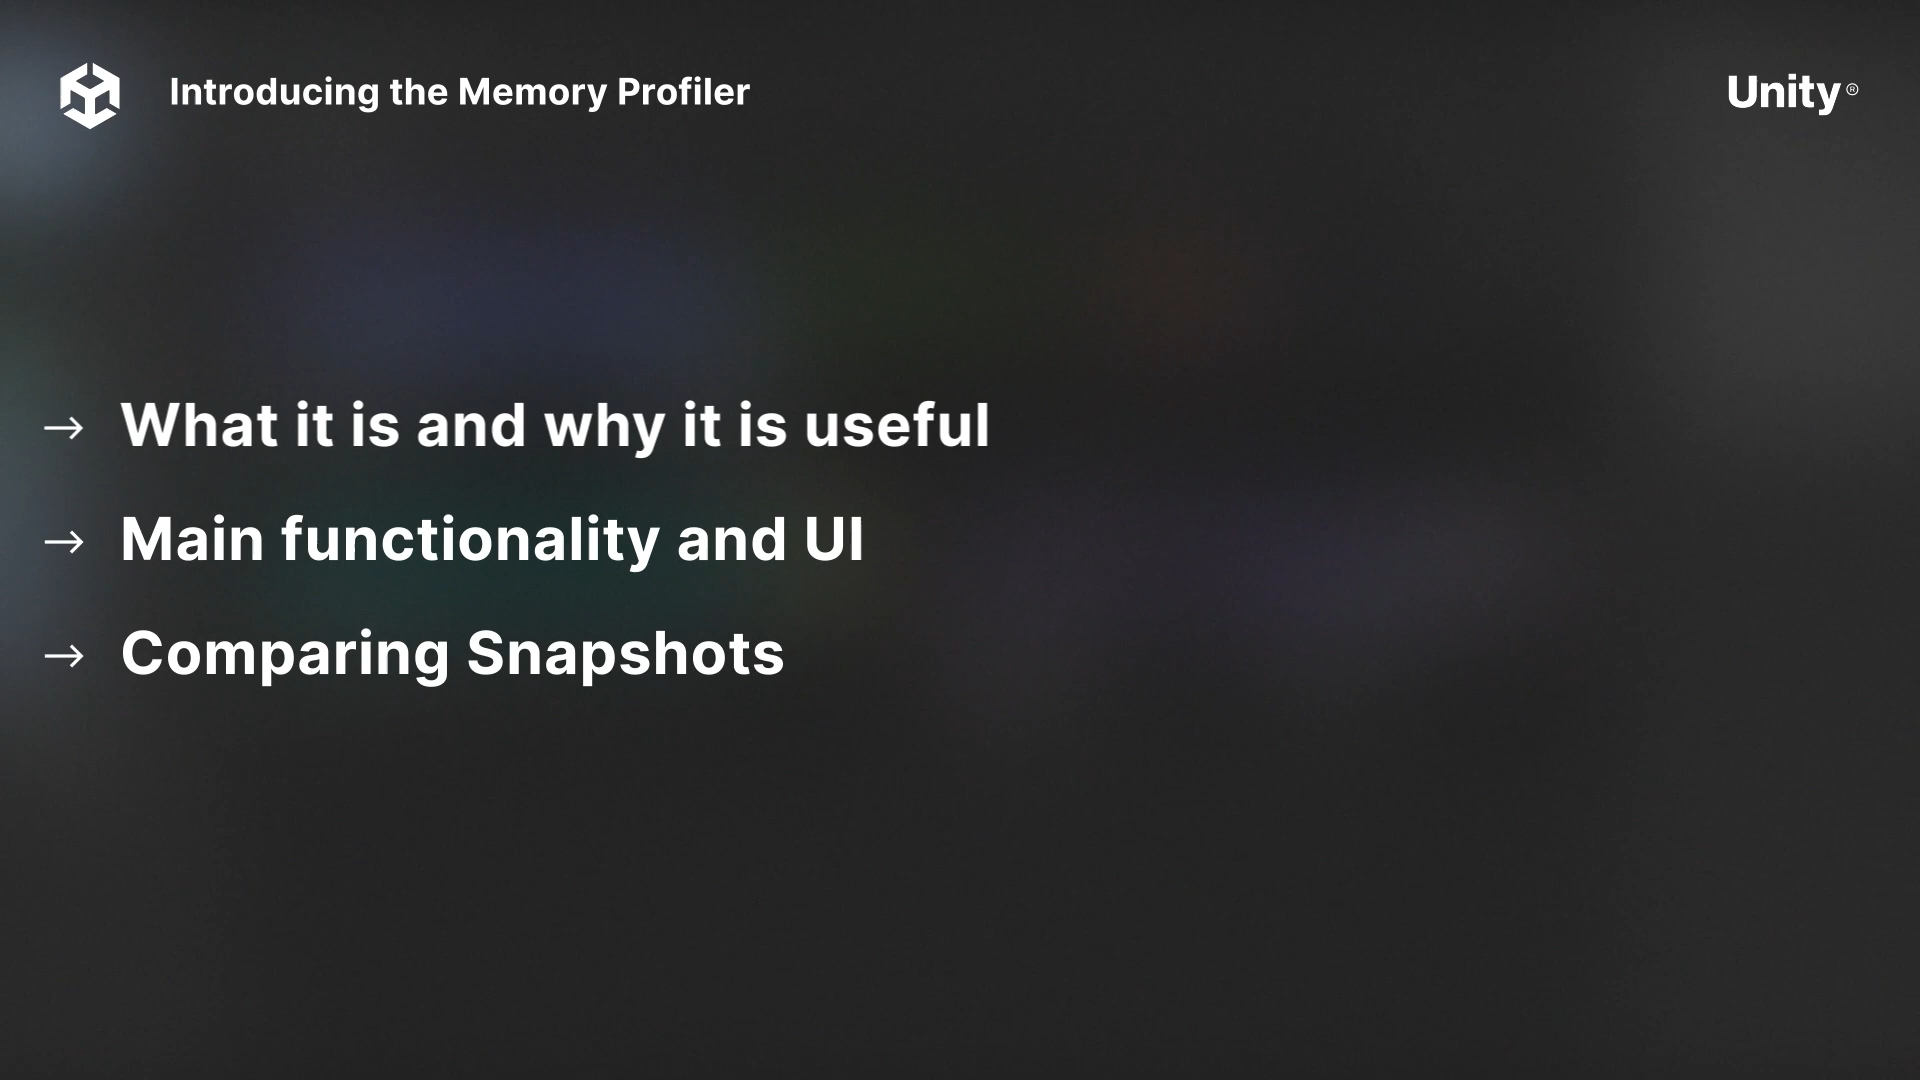 Introducing the Memory Profiler
Unity®
→ What it is and why it is useful
→ Main functionality and UI
→ Comparing Snapshots